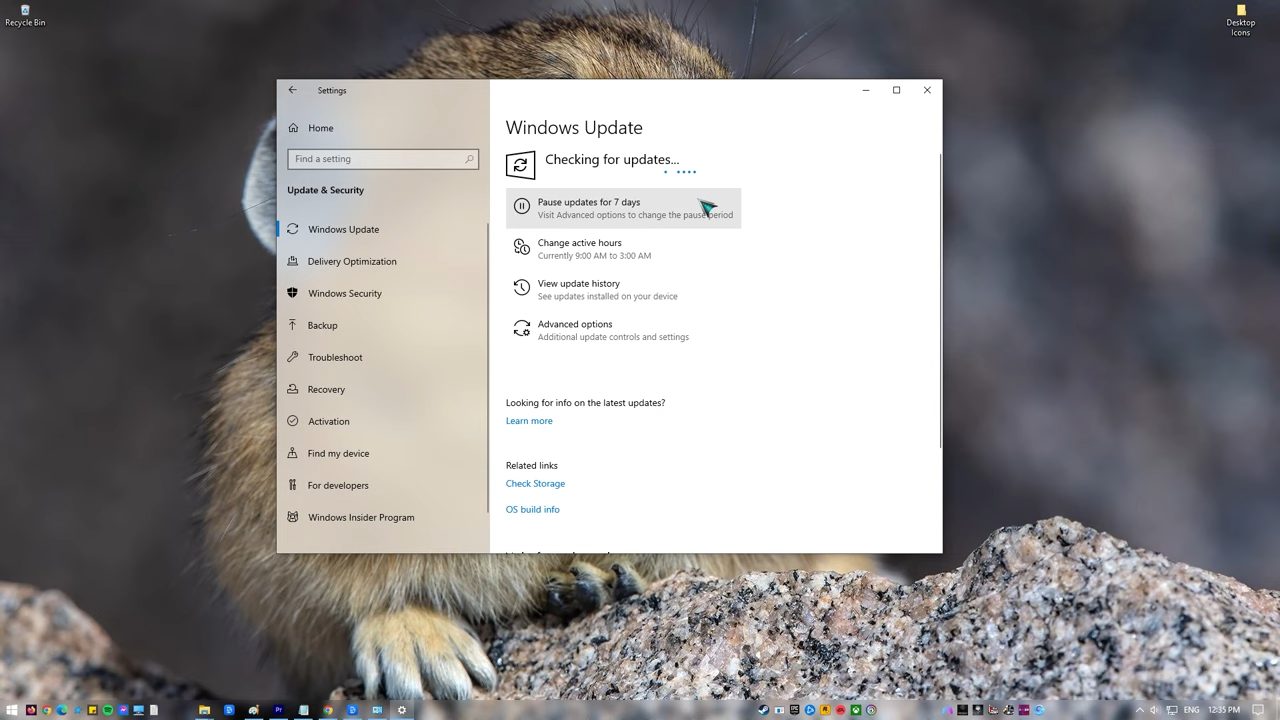 Recycle Bin
Desktop
Icons
Settings
Home
Find a setting
Update & Security
Windows Update
Delivery Optimization
Windows Security
Backup
Troubleshoot
Recovery
Activation
Find my device
For developers
Windows Insider Program
Windows Update
Checking for updates...
Pause updates for 7 days
Visit Advanced options to change the pause period
Change active hours
Currently 9:00 AM to 3:00 AM
View update history
See updates installed on your device
Advanced options
Additional update controls and settings
Looking for info on the latest updates?
Learn more
Related links
Check Storage
OS build info
ENG
12:35 PM